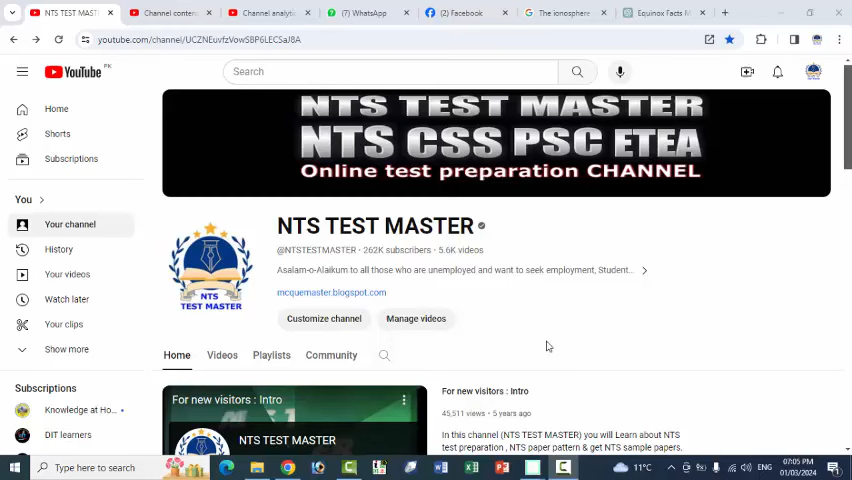 NTS TEST MAST
Channel conten
Channel analytic
(7) WhatsApp
(2) Facebook
The ionosphere
Equinox Facts M
youtube.com/channel/UCZNEuvfzVowS8P6LECSaJ8A
YouTube PK
Search
Home
Shorts
Subscriptions
You
Your channel
History
Your videos
Watch later
Your clips
Show more
Subscriptions
Knowledge at Ho...
DIT learners
NTS TEST MASTER
NTS CSS PSC ETEA
Online test preparation CHANNEL
NTS
TEST MASTER
NTS TEST MASTER
@NTSTESTMASTER • 262K subscribers • 5.6K videos
Asalam-o-Alaikum to all those who are unemployed and want to seek employment, Student...
mcquemaster.blogspot.com
Customize channel
Manage videos
Home
Videos
Playlists
Community
For new visitors : Intro
NTS TEST MASTER
For new visitors : Intro
45,511 views • 5 years ago
In this channel (NTS TEST MASTER) you will Learn about NTS
test preparation , NTS paper pattern & get NTS sample papers.
Type here to search
11°C
ENG
07:05 PM
01/03/2024